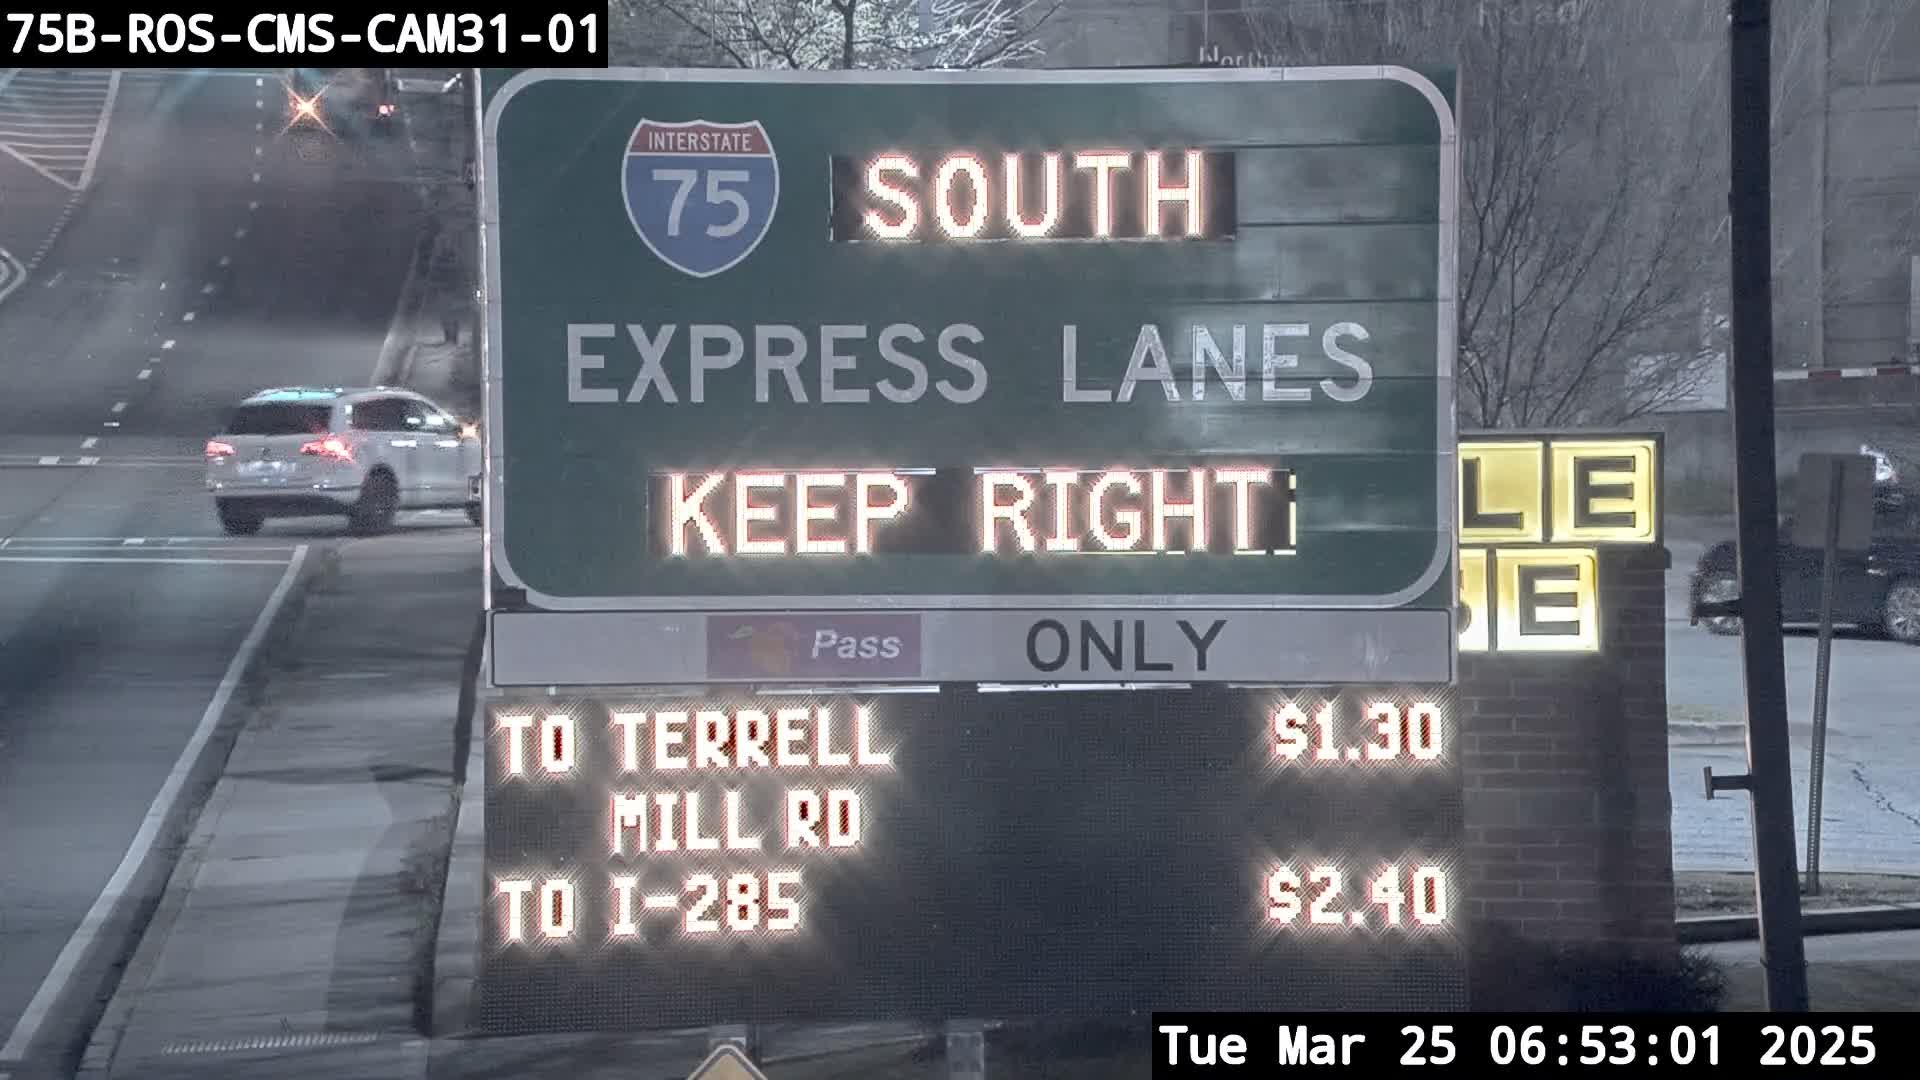 75B-ROS-CMS-CAM31-01
INTERSTATE
75
SOUTH
EXPRESS LANES
KEEP RIGHT
Pass ONLY
TO TERRELL $1.30
MILL RD
TO I-285 $2.40
LE
E
Tue Mar 25 06:53:01 2025